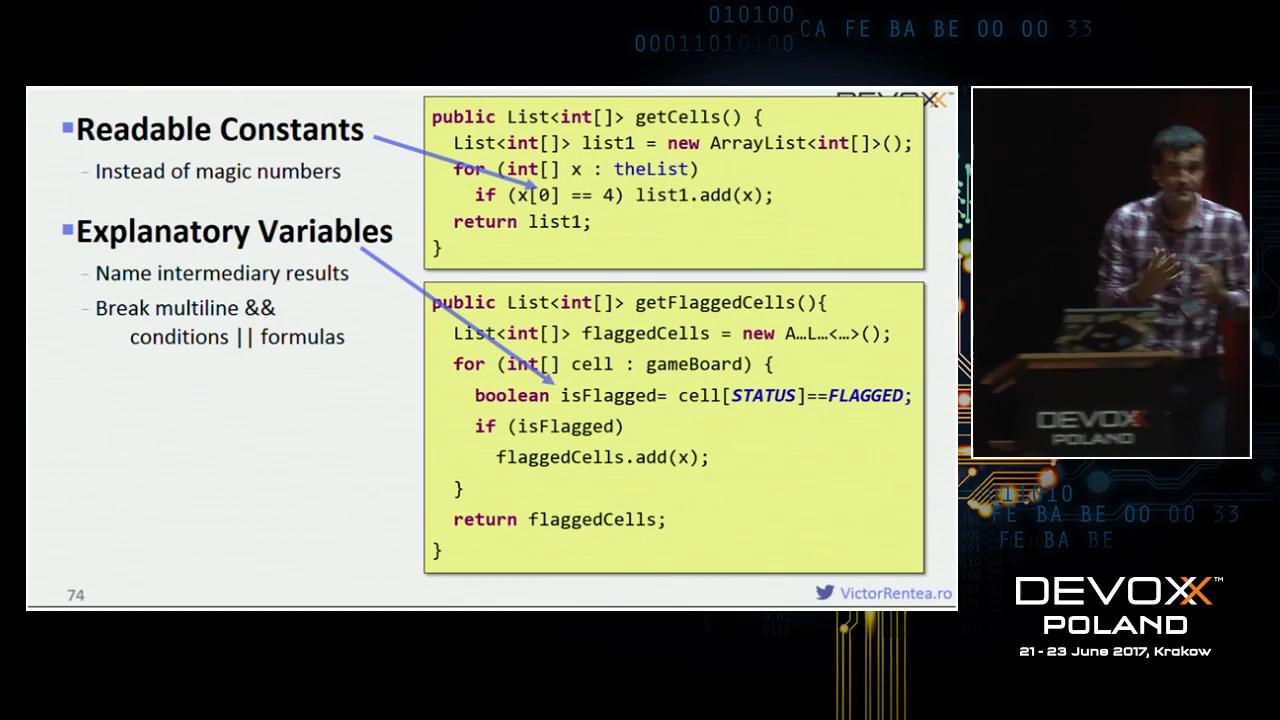 010100
00011010100
CA FE BA BE 00 00 33
Readable Constants
– Instead of magic numbers
Explanatory Variables
– Name intermediary results
– Break multiline &&
conditions || formulas
public List<int[]> getCells() {
List<int[]> list1 = new ArrayList<int[]>();
for (int[] x : theList)
if (x[0] == 4) list1.add(x);
return list1;
}
public List<int[]> getFlaggedCells(){
List<int[]> flaggedCells = new A…L…<…>();
for (int[] cell : gameBoard) {
boolean isFlagged= cell[STATUS]==FLAGGED;
if (isFlagged)
flaggedCells.add(x);
}
return flaggedCells;
}
74
VictorRentea.ro
DEVOXX
POLAND
011010
FE BA BE 00 00 33
FE BA BE
DEVOXX™
POLAND
21 - 23 June 2017, Krakow